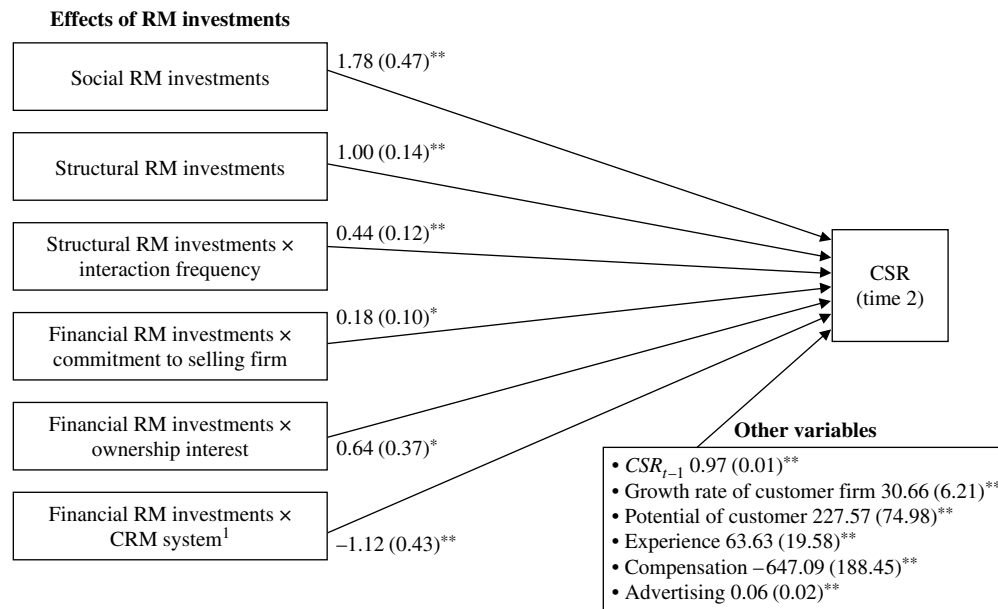 Effects of RM investments
Social RM investments
1.78 (0.47)**
Structural RM investments
1.00 (0.14)**
Structural RM investments ×
interaction frequency
0.44 (0.12)**
Financial RM investments ×
commitment to selling firm
0.18 (0.10)*
Financial RM investments ×
ownership interest
0.64 (0.37)*
Financial RM investments ×
CRM system¹
–1.12 (0.43)**
CSR
(time 2)
Other variables
• CSRₜ₋₁ 0.97 (0.01)**
• Growth rate of customer firm 30.66 (6.21)**
• Potential of customer 227.57 (74.98)**
• Experience 63.63 (19.58)**
• Compensation –647.09 (188.45)**
• Advertising 0.06 (0.02)**